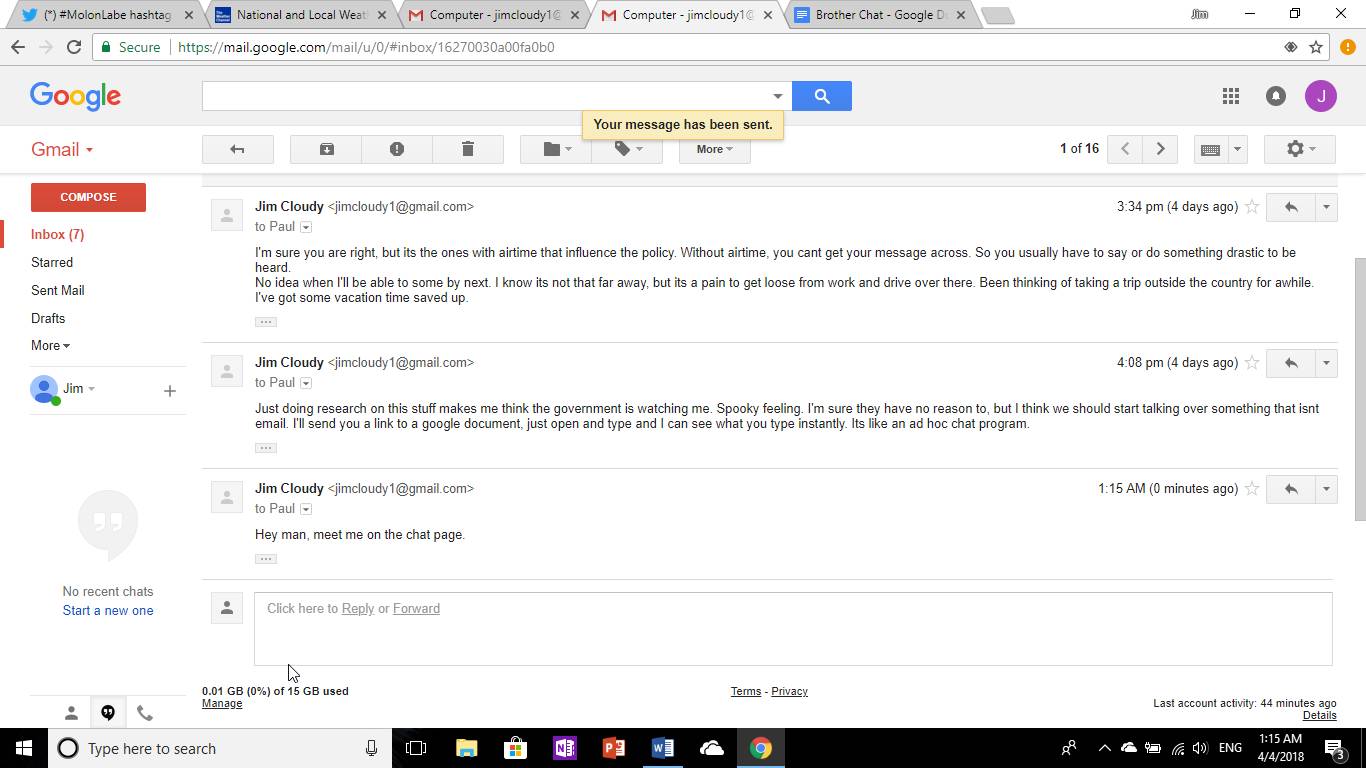 (*) #MolonLabe hashtag
National and Local Weath
Computer - jimcloudy1@
Computer - jimcloudy1@
Brother Chat - Google D
Jim
Secure
https://mail.google.com/mail/u/0/#inbox/16270030a00fa0b0
Google
J
Your message has been sent.
Gmail
More
1 of 16
COMPOSE
Inbox (7)
Starred
Sent Mail
Drafts
More
Jim
No recent chats
Start a new one
Jim Cloudy <jimcloudy1@gmail.com>
3:34 pm (4 days ago)
to Paul
I'm sure you are right, but its the ones with airtime that influence the policy. Without airtime, you cant get your message across. So you usually have to say or do something drastic to be
heard.
No idea when I'll be able to some by next. I know its not that far away, but its a pain to get loose from work and drive over there. Been thinking of taking a trip outside the country for awhile.
I've got some vacation time saved up.
Jim Cloudy <jimcloudy1@gmail.com>
4:08 pm (4 days ago)
to Paul
Just doing research on this stuff makes me think the government is watching me. Spooky feeling. I'm sure they have no reason to, but I think we should start talking over something that isnt
email. I'll send you a link to a google document, just open and type and I can see what you type instantly. Its like an ad hoc chat program.
Jim Cloudy <jimcloudy1@gmail.com>
1:15 AM (0 minutes ago)
to Paul
Hey man, meet me on the chat page.
Click here to Reply or Forward
0.01 GB (0%) of 15 GB used
Manage
Terms - Privacy
Last account activity: 44 minutes ago
Details
Type here to search
ENG
1:15 AM
4/4/2018
3